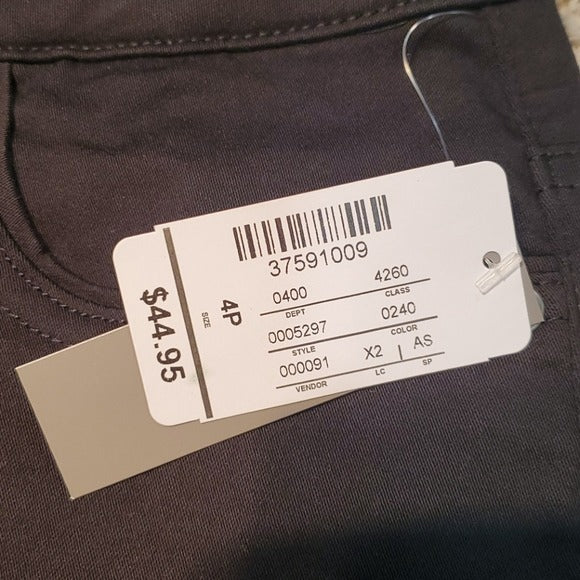 37591009
0400 4260
DEPT CLASS
0005297 0240
STYLE COLOR
000091 X2 | AS
VENDOR LC SP
SIZE 4P
$44.95